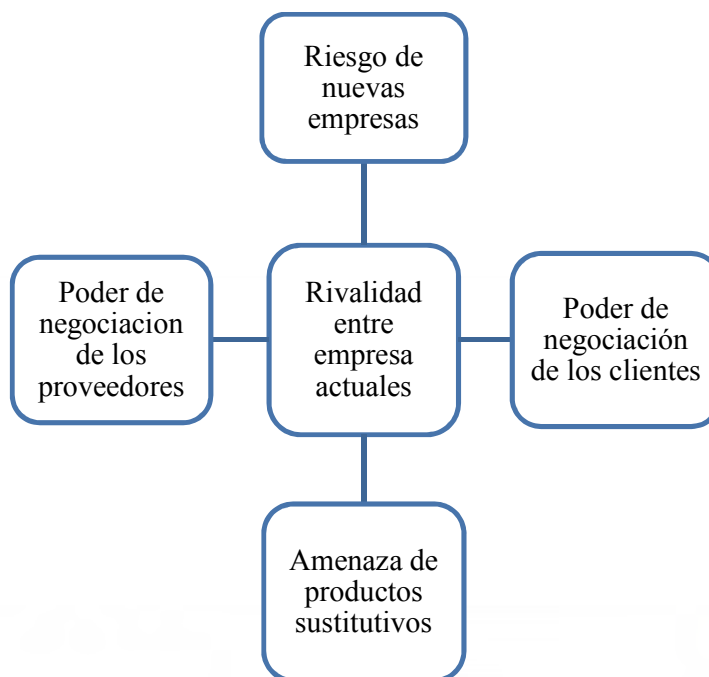 Riesgo de
nuevas
empresas
Poder de
negociacion
de los
proveedores
Rivalidad
entre
empresa
actuales
Poder de
negociación
de los clientes
Amenaza de
productos
sustitutivos